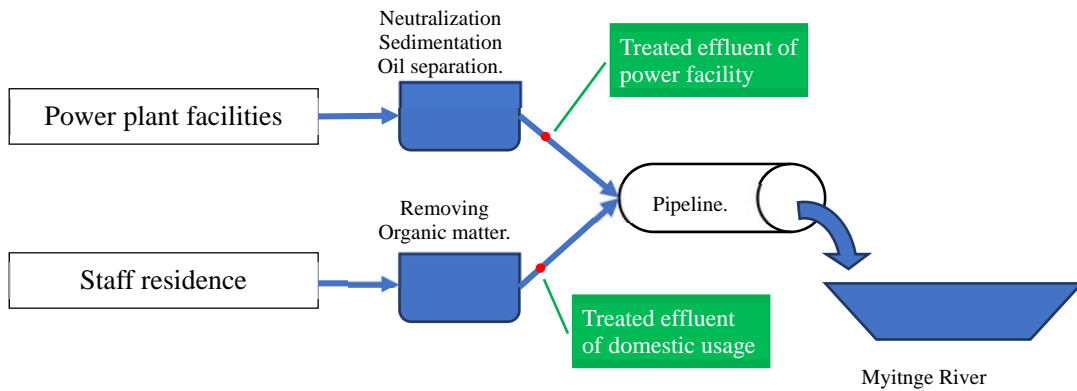 Neutralization
Sedimentation
Oil separation.
Treated effluent of
power facility
Power plant facilities
Pipeline.
Removing
Organic matter.
Staff residence
Treated effluent
of domestic usage
Myitnge River